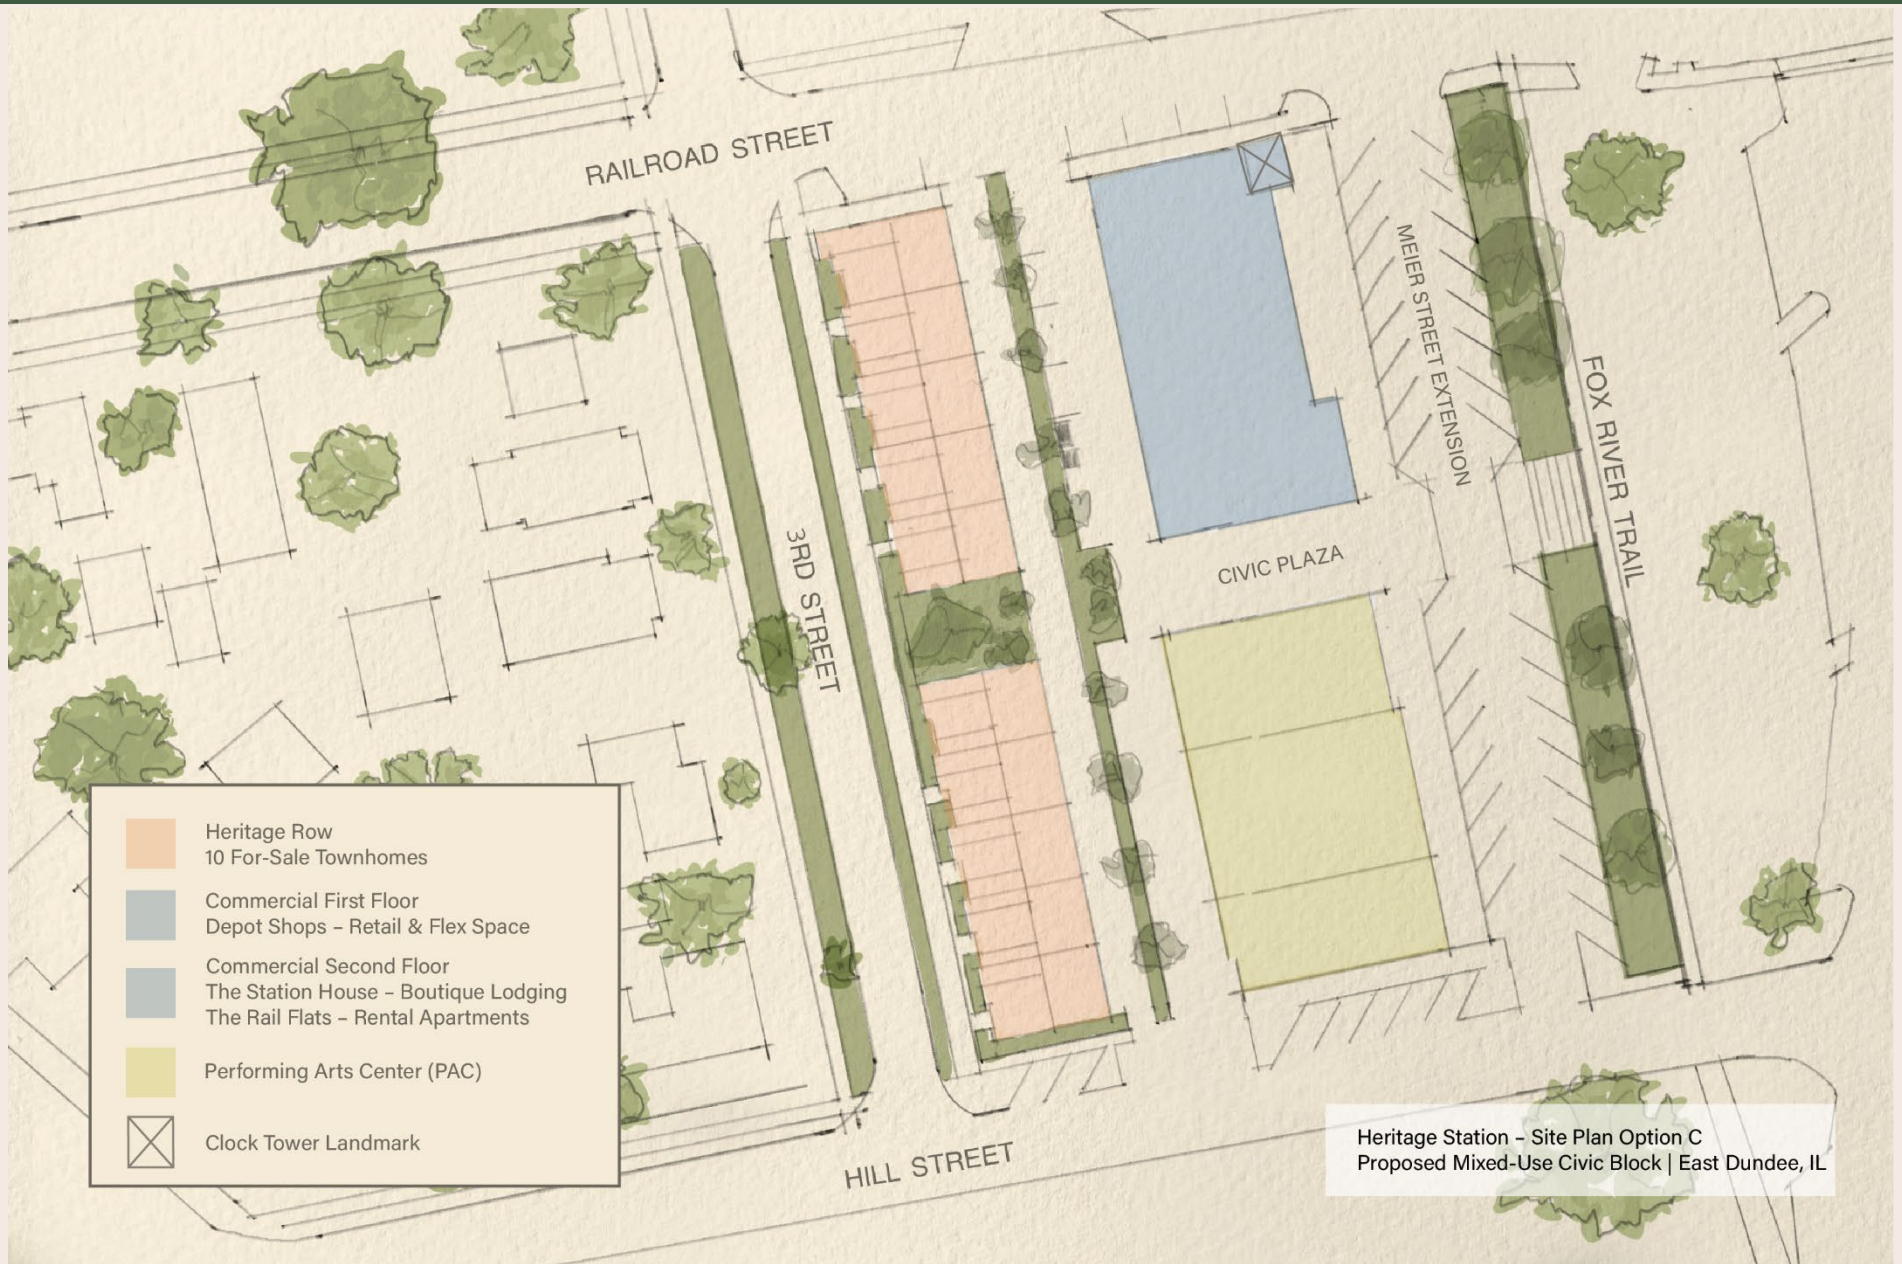 RAILROAD STREET
MEIER STREET EXTENSION
FOX RIVER TRAIL
3RD STREET
CIVIC PLAZA
Heritage Row
10 For-Sale Townhomes
Commercial First Floor
Depot Shops – Retail & Flex Space
Commercial Second Floor
The Station House – Boutique Lodging
The Rail Flats – Rental Apartments
Performing Arts Center (PAC)
Clock Tower Landmark
HILL STREET
Heritage Station – Site Plan Option C
Proposed Mixed-Use Civic Block | East Dundee, IL